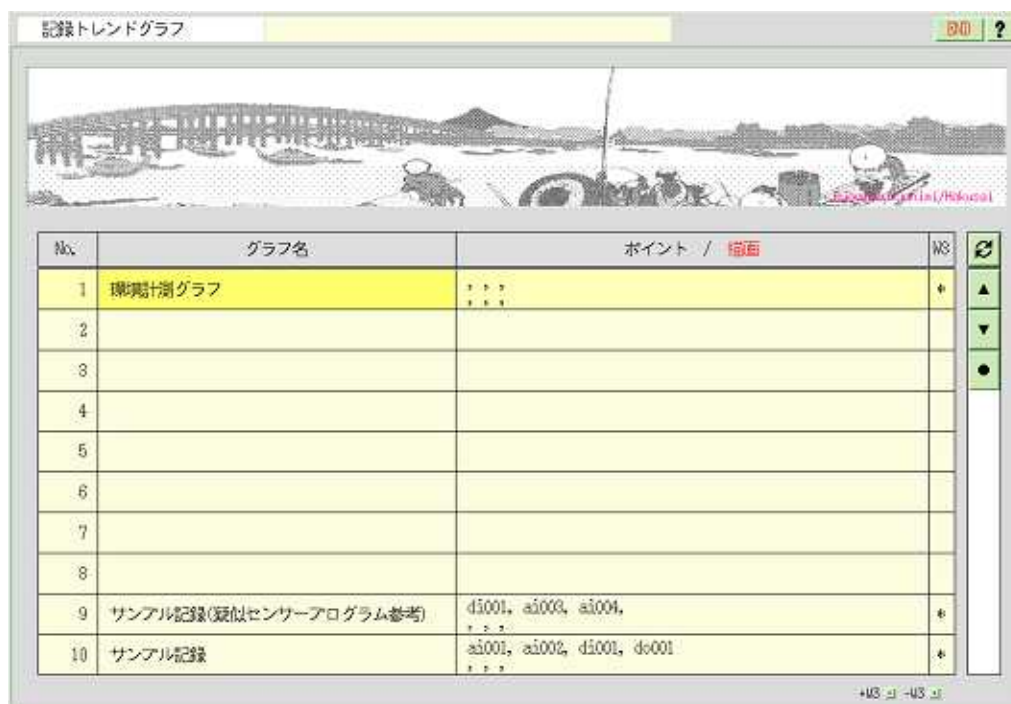 記録トレンドグラフ
?
No. グラフ名 ポイント / 描画 W3
1 環境計測グラフ , , , *
, , ,
2
3
4
5
6
7
8
9 サンプル記録(疑似センサープログラム参考) di001, ai003, ai004, *
, , ,
10 サンプル記録 ai001, ai002, di001, do001 *
, , ,
+W3 -W3